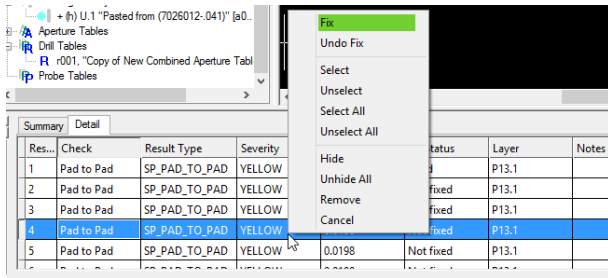 + (h) U.1 "Pasted from (7026012-.041)" [a0..
Aperture Tables
Drill Tables
r001, "Copy of New Combined Aperture Tabl
Probe Tables
Fix
Undo Fix
Select
Unselect
Select All
Unselect All
Hide
Unhide All
Remove
Cancel
Summary Detail
Res... Check Result Type Severity tatus Layer Notes
1 Pad to Pad SP_PAD_TO_PAD YELLOW P13.1
2 Pad to Pad SP_PAD_TO_PAD YELLOW fixed P13.1
3 Pad to Pad SP_PAD_TO_PAD YELLOW fixed P13.1
4 Pad to Pad SP_PAD_TO_PAD YELLOW fixed P13.1
5 Pad to Pad SP_PAD_TO_PAD YELLOW 0.0198 Not fixed P13.1